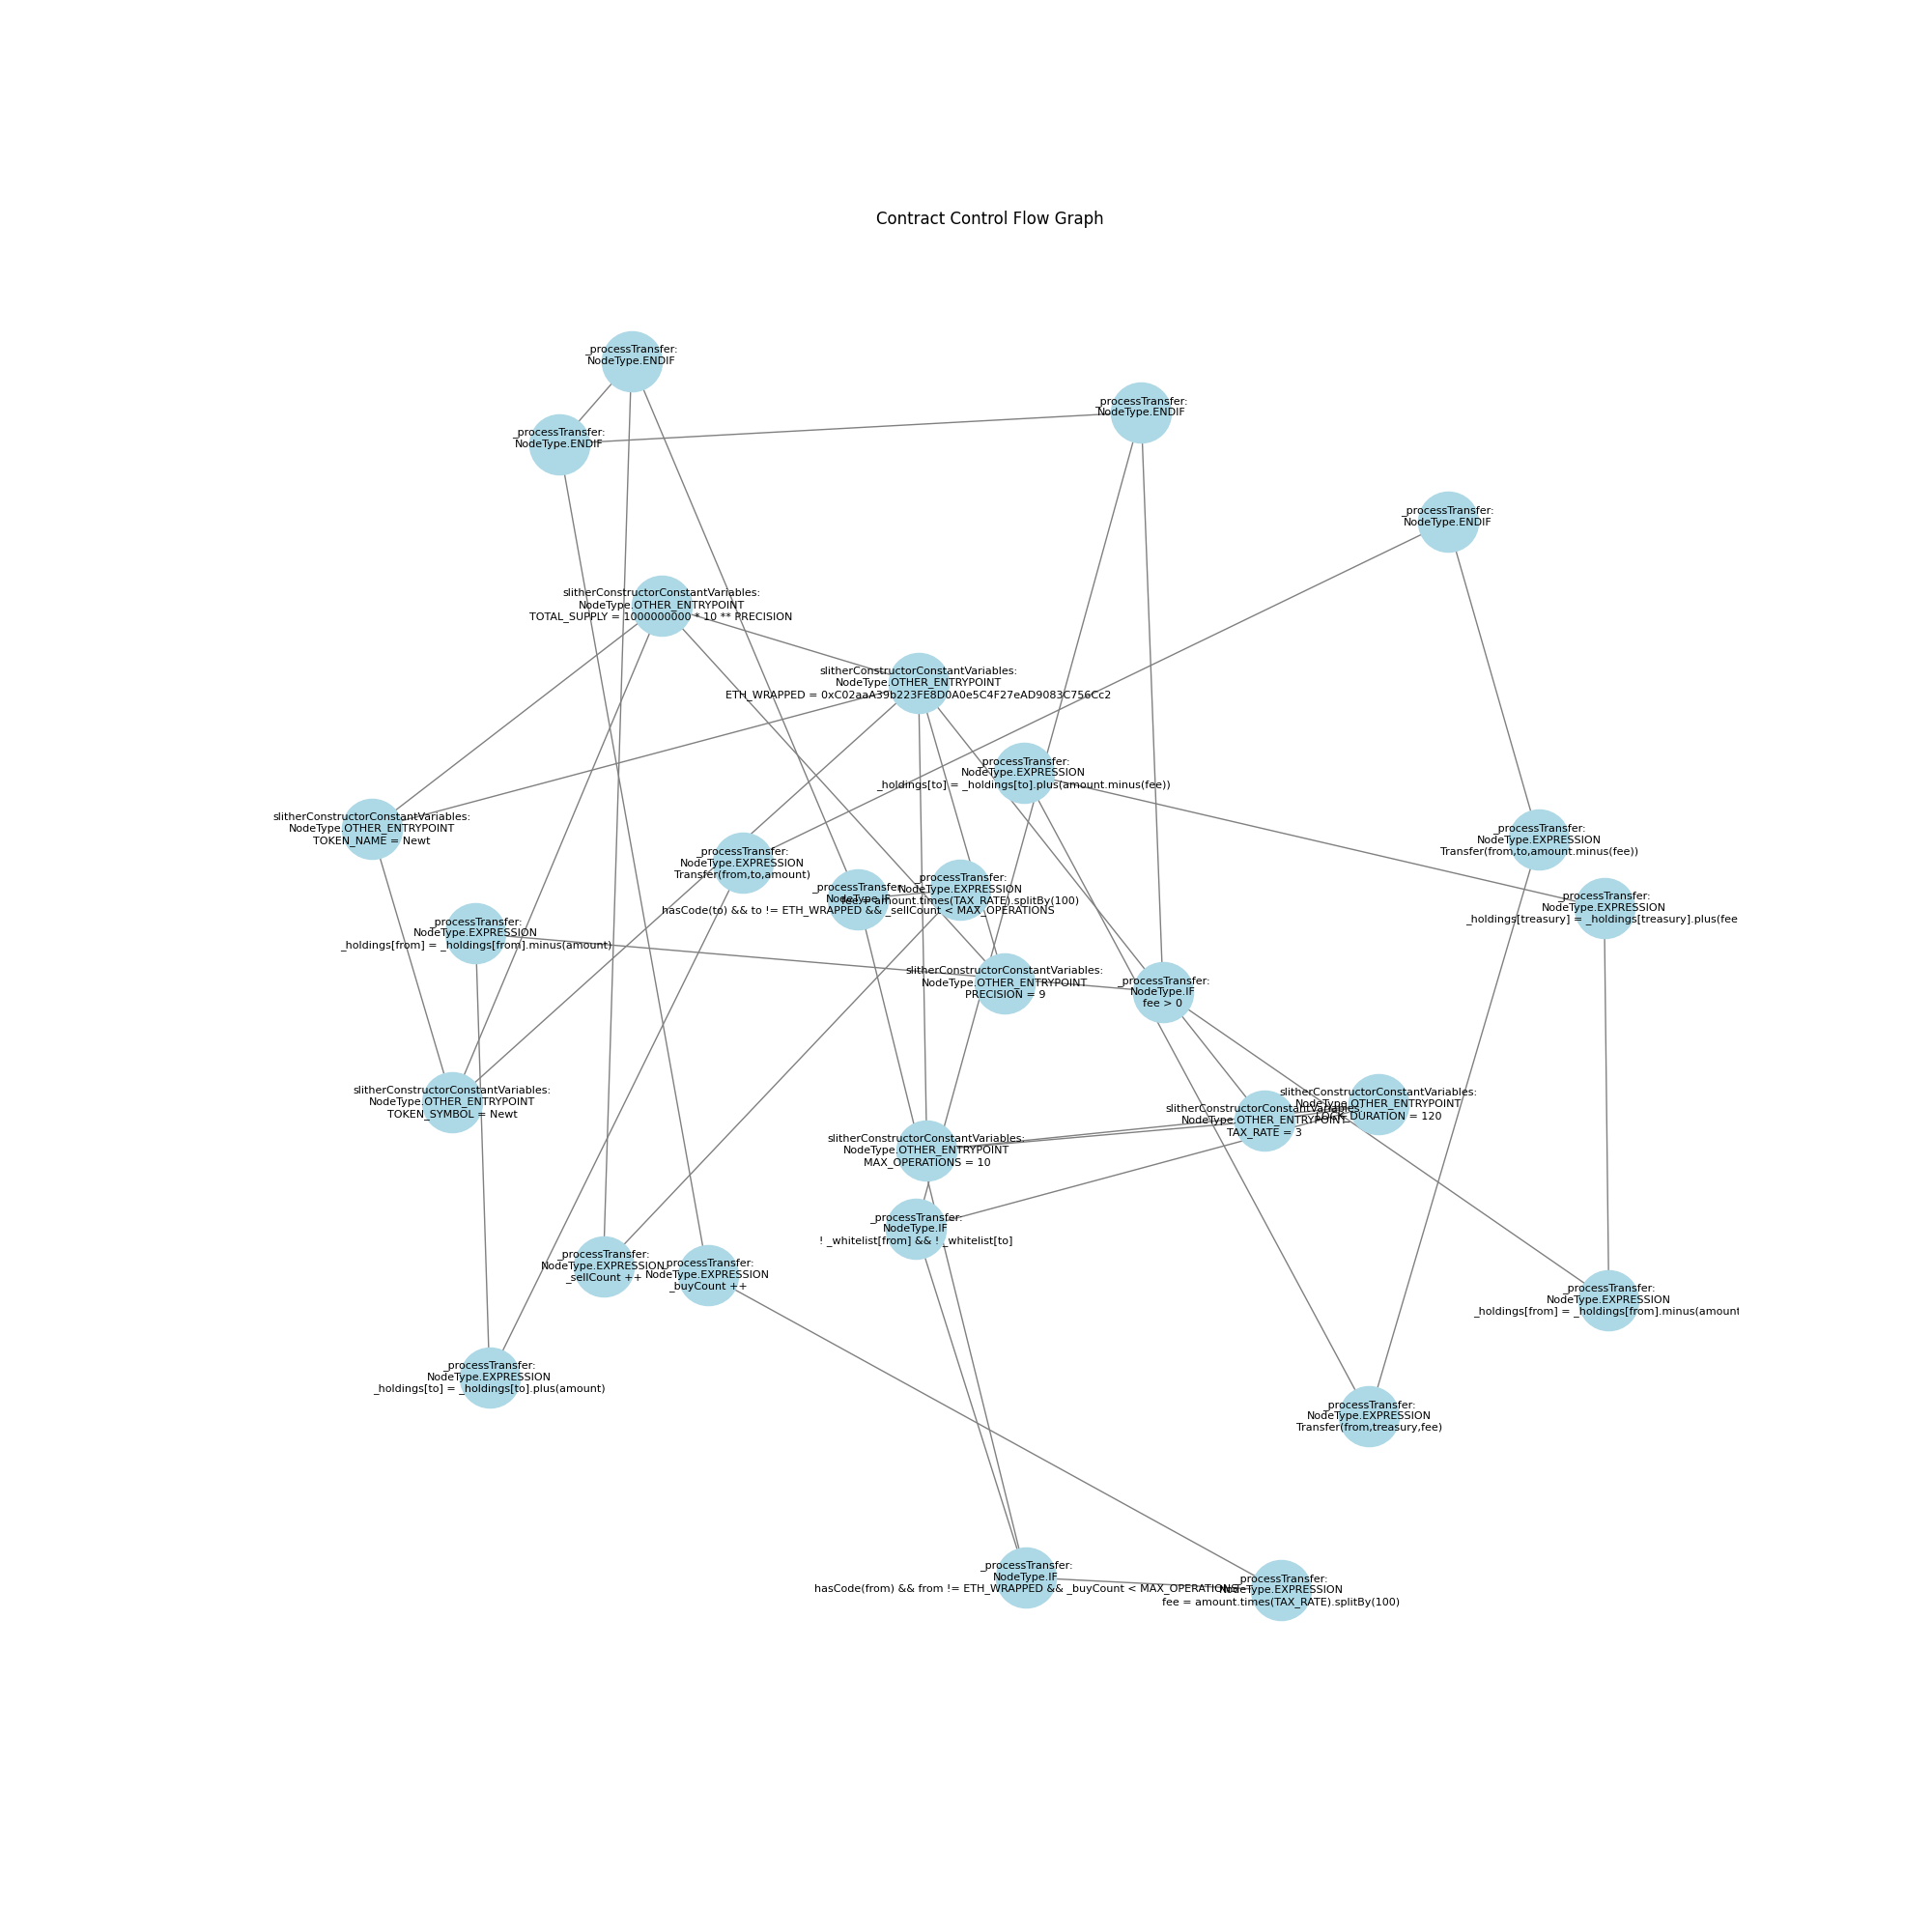 Contract Control Flow Graph
_processTransfer:
NodeType.ENDIF
_processTransfer:
NodeType.ENDIF
_processTransfer:
NodeType.ENDIF
_processTransfer:
NodeType.ENDIF
slitherConstructorConstantVariables:
NodeType.OTHER_ENTRYPOINT
TOTAL_SUPPLY = 1000000000 * 10 ** PRECISION
slitherConstructorConstantVariables:
NodeType.OTHER_ENTRYPOINT
ETH_WRAPPED = 0xC02aaA39b223FE8D0A0e5C4F27eAD9083C756Cc2
_processTransfer:
NodeType.EXPRESSION
_holdings[to] = _holdings[to].plus(amount.minus(fee))
slitherConstructorConstantVariables:
NodeType.OTHER_ENTRYPOINT
TOKEN_NAME = Newt
_processTransfer:
NodeType.EXPRESSION
Transfer(from,to,amount.minus(fee))
_processTransfer:
NodeType.EXPRESSION
Transfer(from,to,amount)
_processTransfer:
NodeType.IF
hasCode(to) && to != ETH_WRAPPED && _sellCount < MAX_OPERATIONS
_processTransfer:
NodeType.EXPRESSION
fee = amount.times(TAX_RATE).splitBy(100)
_processTransfer:
NodeType.EXPRESSION
_holdings[treasury] = _holdings[treasury].plus(fee
_processTransfer:
NodeType.EXPRESSION
_holdings[from] = _holdings[from].minus(amount)
slitherConstructorConstantVariables:
NodeType.OTHER_ENTRYPOINT
PRECISION = 9
_processTransfer:
NodeType.IF
fee > 0
slitherConstructorConstantVariables:
NodeType.OTHER_ENTRYPOINT
TOKEN_SYMBOL = Newt
slitherConstructorConstantVariables:
NodeType.OTHER_ENTRYPOINT
LOCK_DURATION = 120
slitherConstructorConstantVariables:
NodeType.OTHER_ENTRYPOINT
TAX_RATE = 3
slitherConstructorConstantVariables:
NodeType.OTHER_ENTRYPOINT
MAX_OPERATIONS = 10
_processTransfer:
NodeType.IF
! _whitelist[from] && ! _whitelist[to]
_processTransfer:
NodeType.EXPRESSION
_sellCount ++
_processTransfer:
NodeType.EXPRESSION
_buyCount ++
_processTransfer:
NodeType.EXPRESSION
_holdings[from] = _holdings[from].minus(amount
_processTransfer:
NodeType.EXPRESSION
_holdings[to] = _holdings[to].plus(amount)
_processTransfer:
NodeType.EXPRESSION
Transfer(from,treasury,fee)
_processTransfer:
NodeType.IF
hasCode(from) && from != ETH_WRAPPED && _buyCount < MAX_OPERATIONS
_processTransfer:
NodeType.EXPRESSION
fee = amount.times(TAX_RATE).splitBy(100)